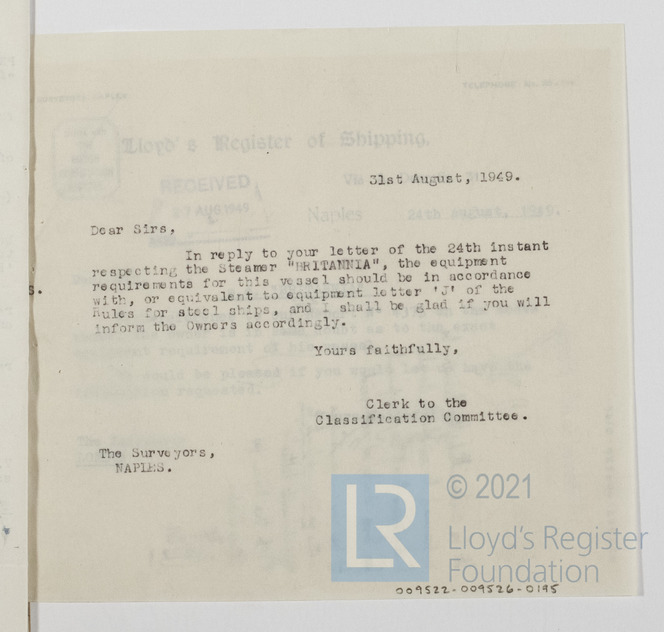 Lloyd's Register of Shipping.
RECEIVED
AUG 1949
Naples 24th August, 1949.
31st August, 1949.
Dear Sirs,
In reply to your letter of the 24th instant
respecting the Steamer "BRITANNIA", the equipment
requirements for this vessel should be in accordance
with, or equivalent to equipment letter 'J' of the
Rules for steel ships, and I shall be glad if you will
inform the Owners accordingly.
Yours faithfully,
Clerk to the
Classification Committee.
The Surveyors,
NAPLES.
LR
© 2021
Lloyd's Register
Foundation
009522-009526-0195